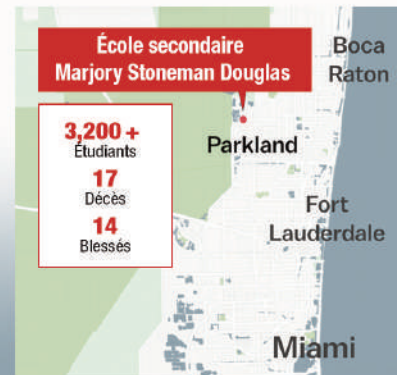 École secondaire
Marjory Stoneman Douglas
Boca
Raton
3,200 +
Étudiants
17
Décès
14
Blessés
Parkland
Fort
Lauderdale
Miami